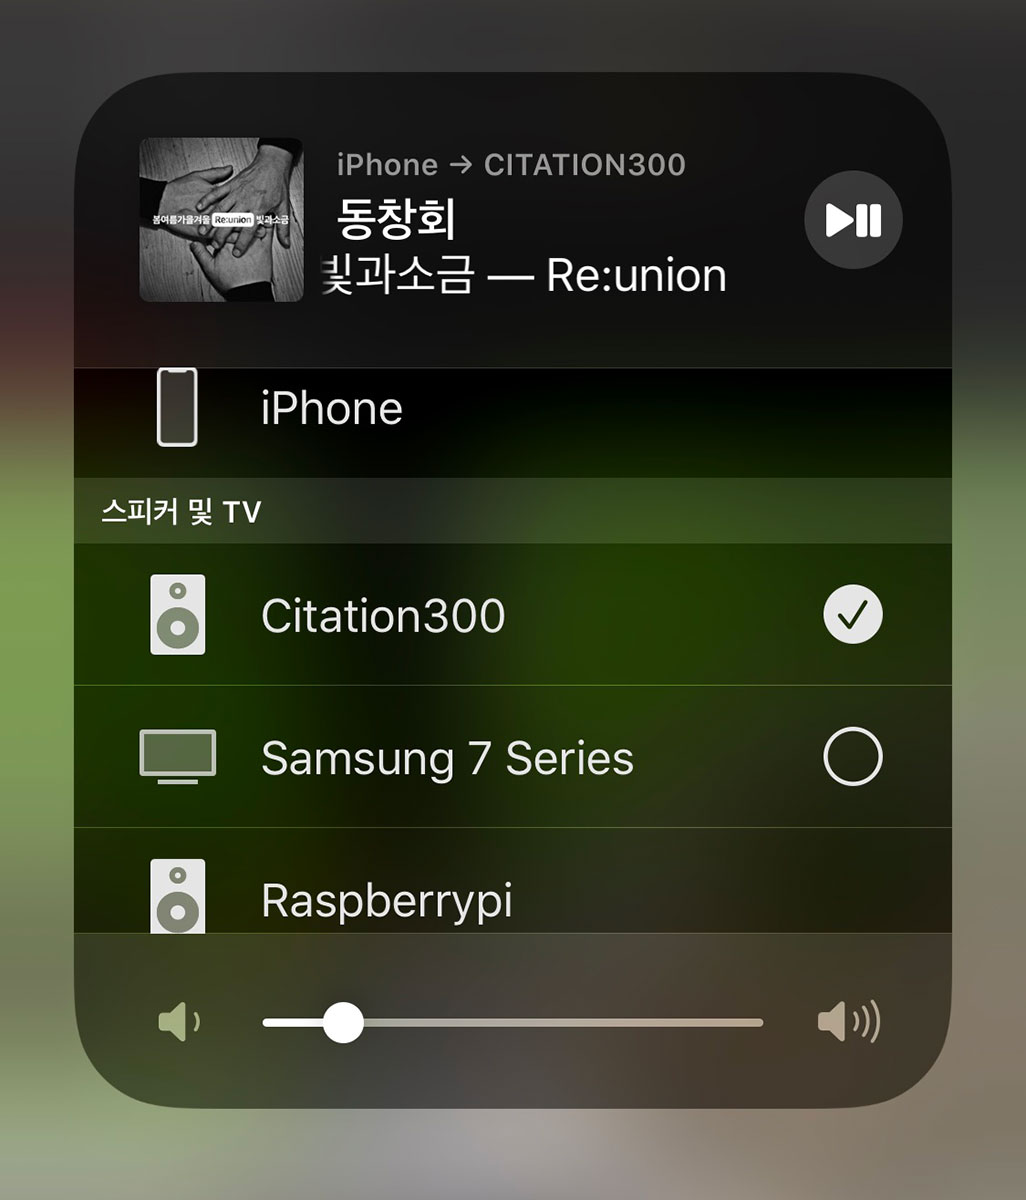 iPhone → CITATION300
동창회
빛과소금 — Re:union
봄여름가을겨울 Re:union 빛과소금
iPhone
스피커 및 TV
Citation300
Samsung 7 Series
Raspberrypi